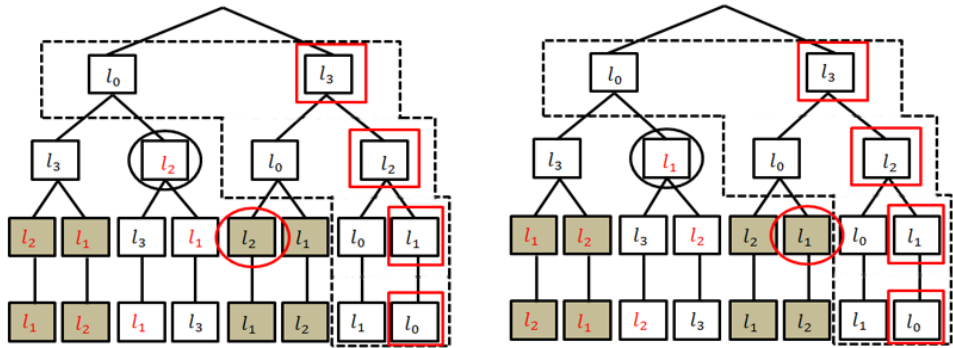 l₀ l₃ l₀ l₃
l₃ l₂ l₀ l₂ l₃ l₁ l₀ l₂
l₂ l₁ l₃ l₁ l₂ l₁ l₀ l₁ l₁ l₂ l₃ l₂ l₂ l₁ l₀ l₁
l₁ l₂ l₁ l₃ l₁ l₂ l₁ l₀ l₂ l₁ l₂ l₃ l₁ l₂ l₁ l₀